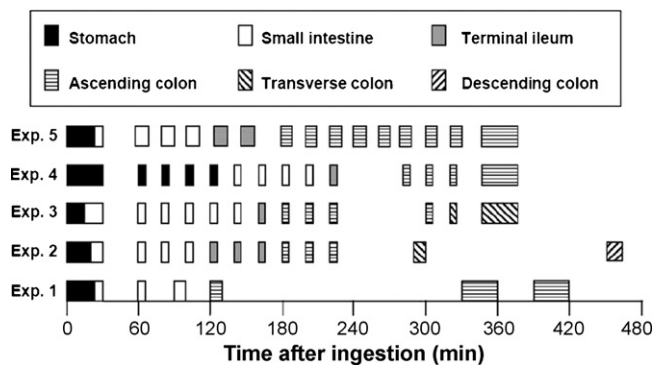 Stomach Small intestine Terminal ileum
Ascending colon Transverse colon Descending colon
Exp. 5
Exp. 4
Exp. 3
Exp. 2
Exp. 1
0 60 120 180 240 300 360 420 480
Time after ingestion (min)